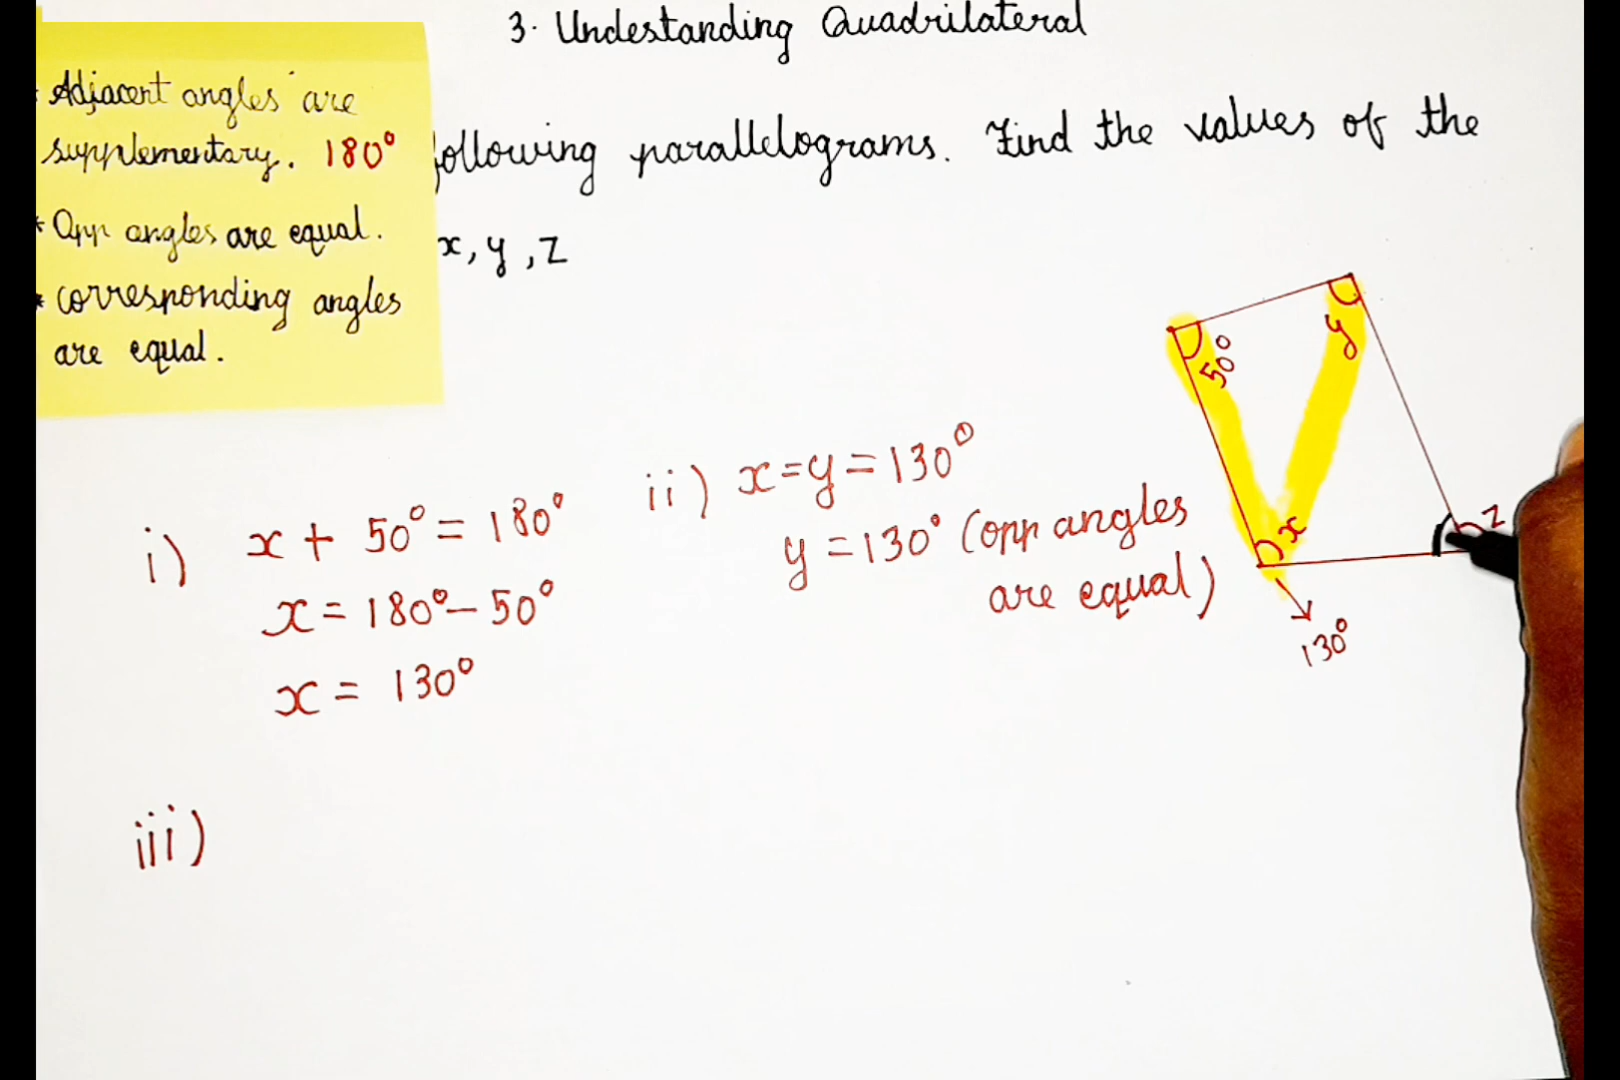 3. Undestanding Quadrilateral
Adjacent angles are
supplementary. 180°
* Opp angles are equal.
* corresponding angles
are equal.
following parallelograms. Find the values of the
x, y, z
50°
y
x
z
130°
i) x + 50° = 180°
x = 180° - 50°
x = 130°
ii) x = y = 130°
y = 130° (opp angles
are equal)
iii)